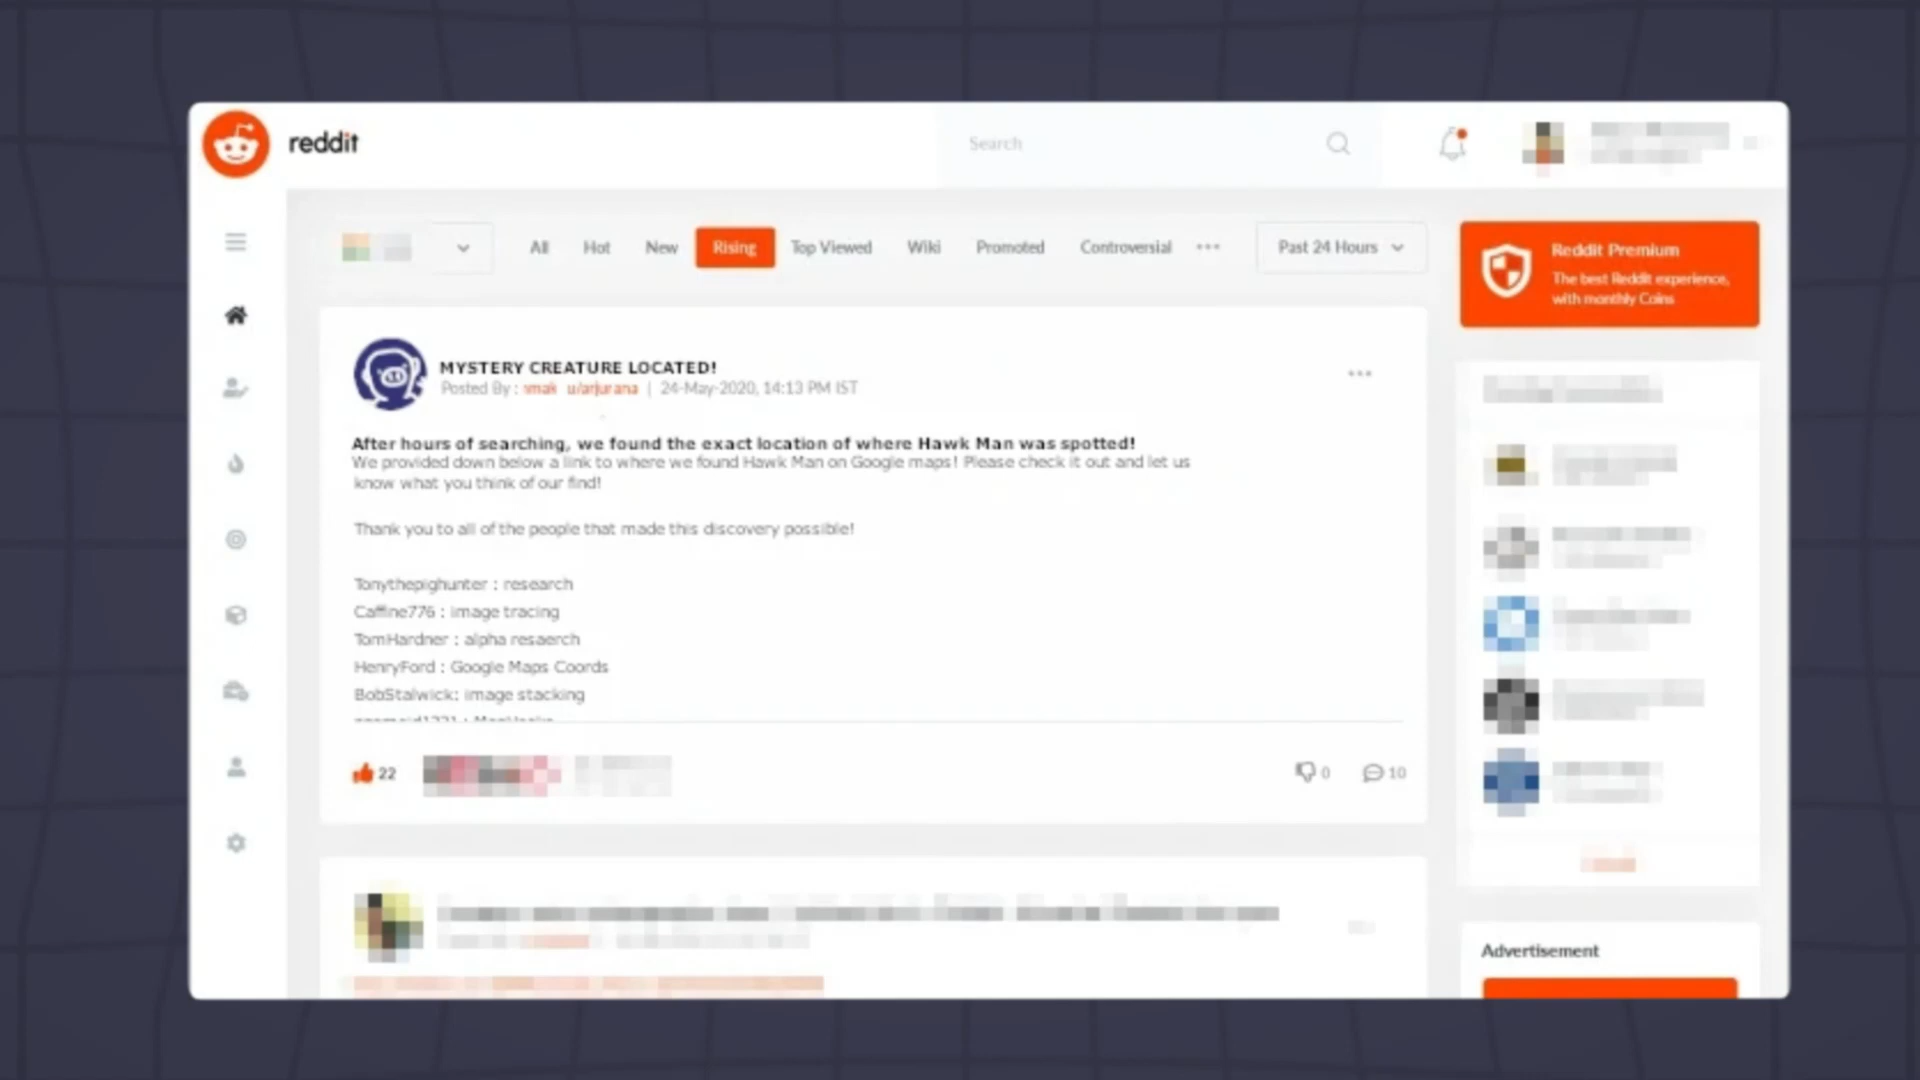 reddit
Search
All Hot New Rising Top Viewed Wiki Promoted Controversial ••• Past 24 Hours
Reddit Premium
The best Reddit experience,
with monthly Coins
MYSTERY CREATURE LOCATED!
Posted By : smak u/arjurana | 24-May-2020, 14:13 PM IST
After hours of searching, we found the exact location of where Hawk Man was spotted!
We provided down below a link to where we found Hawk Man on Google maps! Please check it out and let us
know what you think of our find!
Thank you to all of the people that made this discovery possible!
Tonythepighunter : research
Caffine776 : image tracing
TomHardner : alpha resaerch
HenryFord : Google Maps Coords
BobStalwick: image stacking
22
0
10
Advertisement